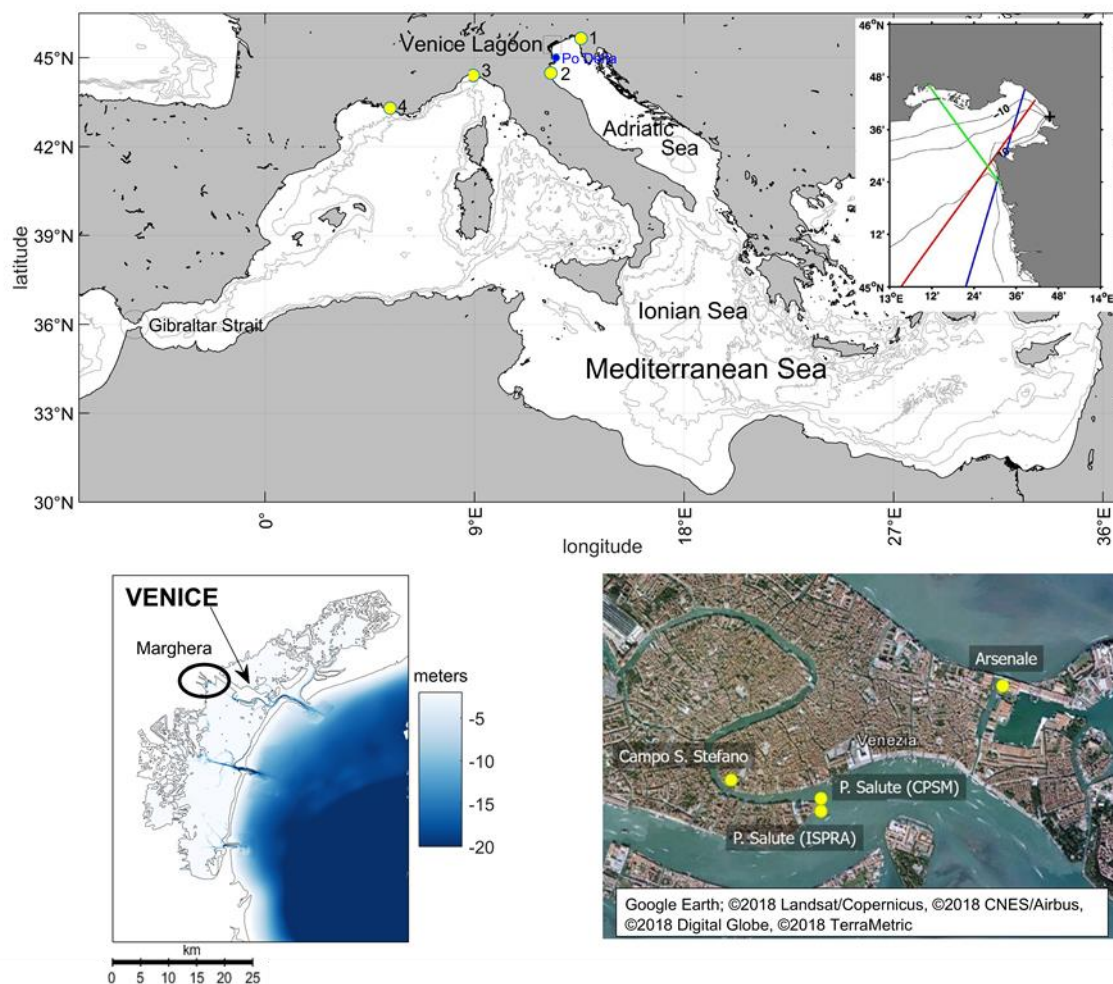 45°N
42°N
39°N
36°N
33°N
30°N
latitude
0°
9°E
18°E
27°E
36°E
longitude
Venice Lagoon
1
Po Delta
2
3
4
Adriatic
Sea
Gibraltar Strait
Ionian Sea
Mediterranean Sea
46°N
48'
36'
24'
12'
45°N
13°E
12'
24'
36'
48'
14°E
-10
VENICE
Marghera
meters
-5
-10
-15
-20
km
0 5 10 15 20 25
Arsenale
Venezia
Campo S. Stefano
P. Salute (CPSM)
P. Salute (ISPRA)
Google Earth; ©2018 Landsat/Copernicus, ©2018 CNES/Airbus,
©2018 Digital Globe, ©2018 TerraMetric